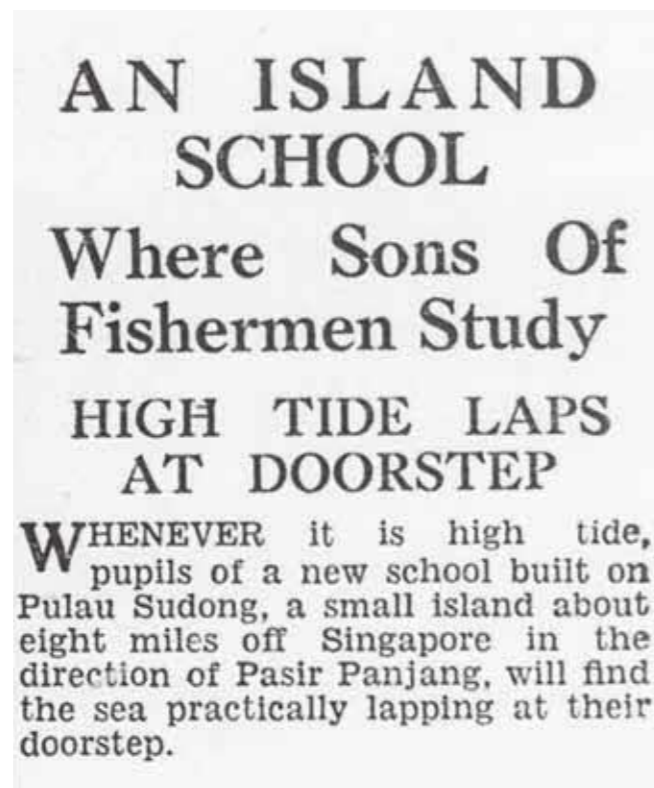 AN ISLAND
SCHOOL
Where Sons Of
Fishermen Study
HIGH TIDE LAPS
AT DOORSTEP
WHENEVER it is high tide,
pupils of a new school built on
Pulau Sudong, a small island about
eight miles off Singapore in the
direction of Pasir Panjang, will find
the sea practically lapping at their
doorstep.